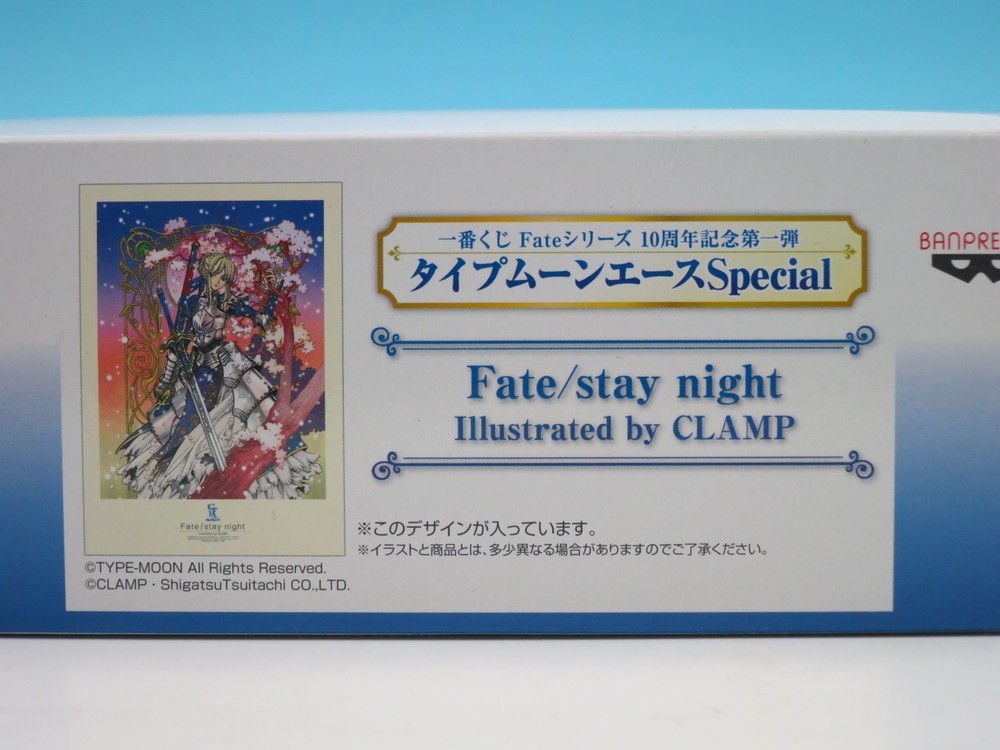 一番くじ Fateシリーズ 10周年記念第一弾
タイプムーンエースSpecial
BANPRE
Fate/stay night
Illustrated by CLAMP
Fate/stay night
※このデザインが入っています。
※イラストと商品とは、多少異なる場合がありますのでご了承ください。
©TYPE-MOON All Rights Reserved.
©CLAMP・ShigatsuTsuitachi CO.,LTD.